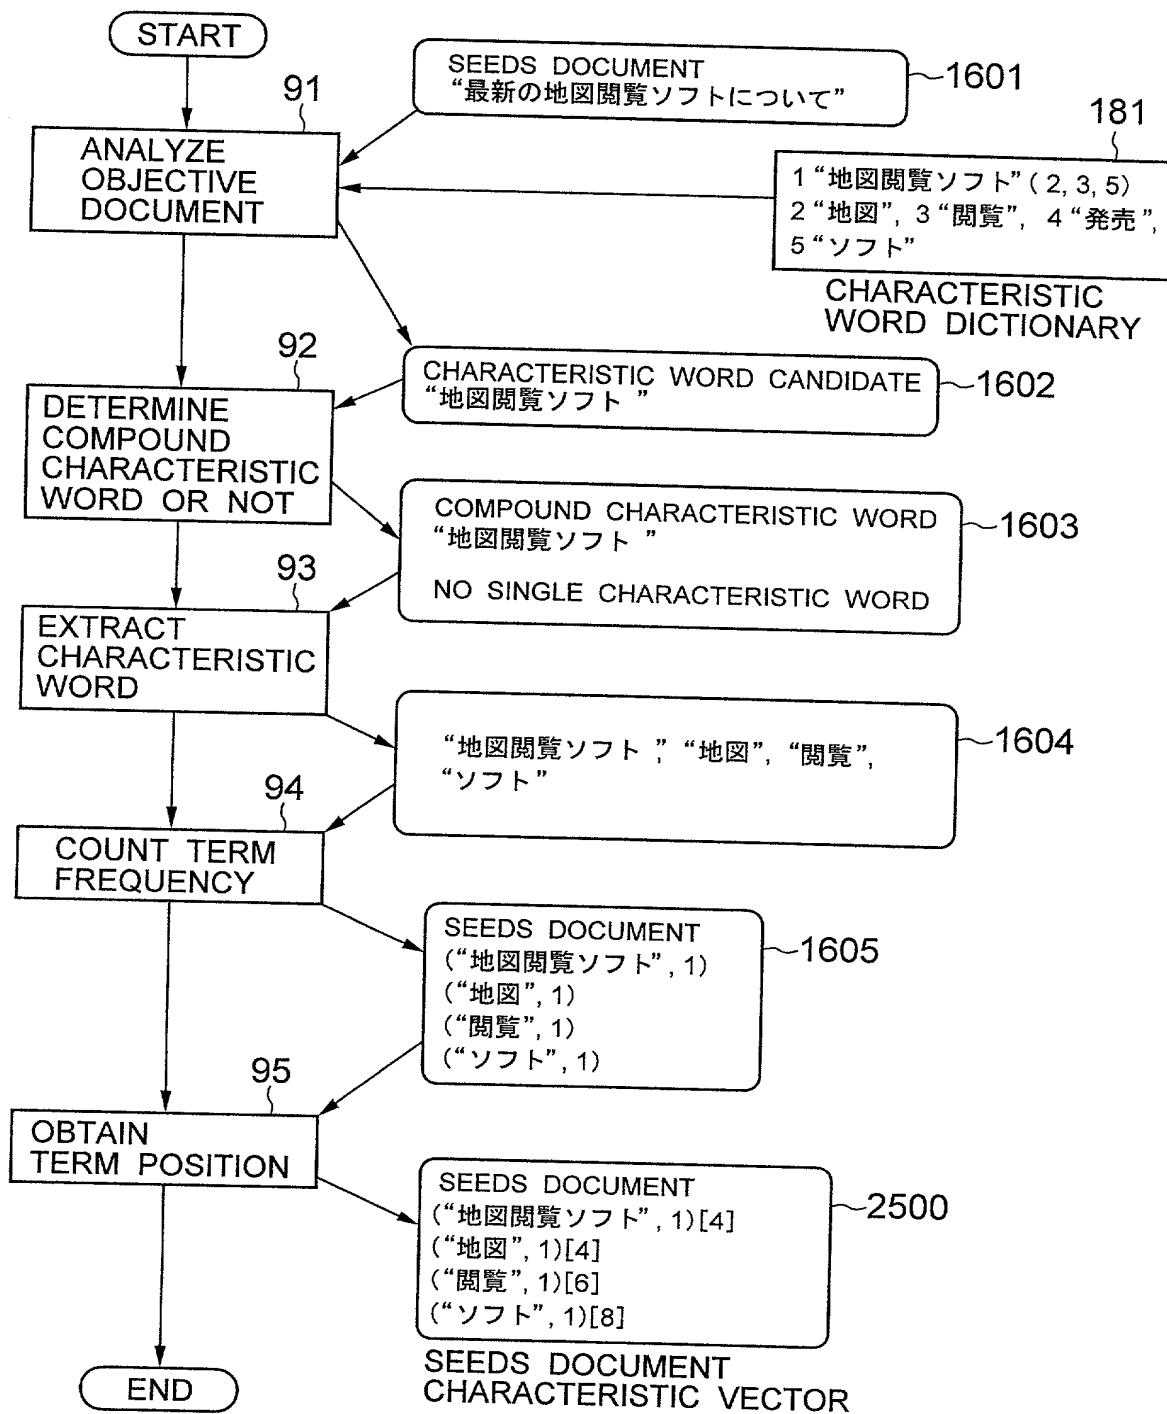 START
91
SEEDS DOCUMENT
“最新の地図閲覧ソフトについて”
1601
181
ANALYZE
OBJECTIVE
DOCUMENT
1 “地図閲覧ソフト” ( 2, 3, 5)
2 “地図”, 3 “閲覧”, 4 “発売”,
5 “ソフト”
CHARACTERISTIC
WORD DICTIONARY
92
CHARACTERISTIC WORD CANDIDATE
“地図閲覧ソフト ”
1602
DETERMINE
COMPOUND
CHARACTERISTIC
WORD OR NOT
COMPOUND CHARACTERISTIC WORD
“地図閲覧ソフト ”
NO SINGLE CHARACTERISTIC WORD
1603
93
EXTRACT
CHARACTERISTIC
WORD
“地図閲覧ソフト ”, “地図”, “閲覧”,
“ソフト”
1604
94
COUNT TERM
FREQUENCY
SEEDS DOCUMENT
(“地図閲覧ソフト”, 1)
(“地図”, 1)
(“閲覧”, 1)
(“ソフト”, 1)
1605
95
OBTAIN
TERM POSITION
SEEDS DOCUMENT
(“地図閲覧ソフト”, 1)[4]
(“地図”, 1)[4]
(“閲覧”, 1)[6]
(“ソフト”, 1)[8]
2500
SEEDS DOCUMENT
CHARACTERISTIC VECTOR
END